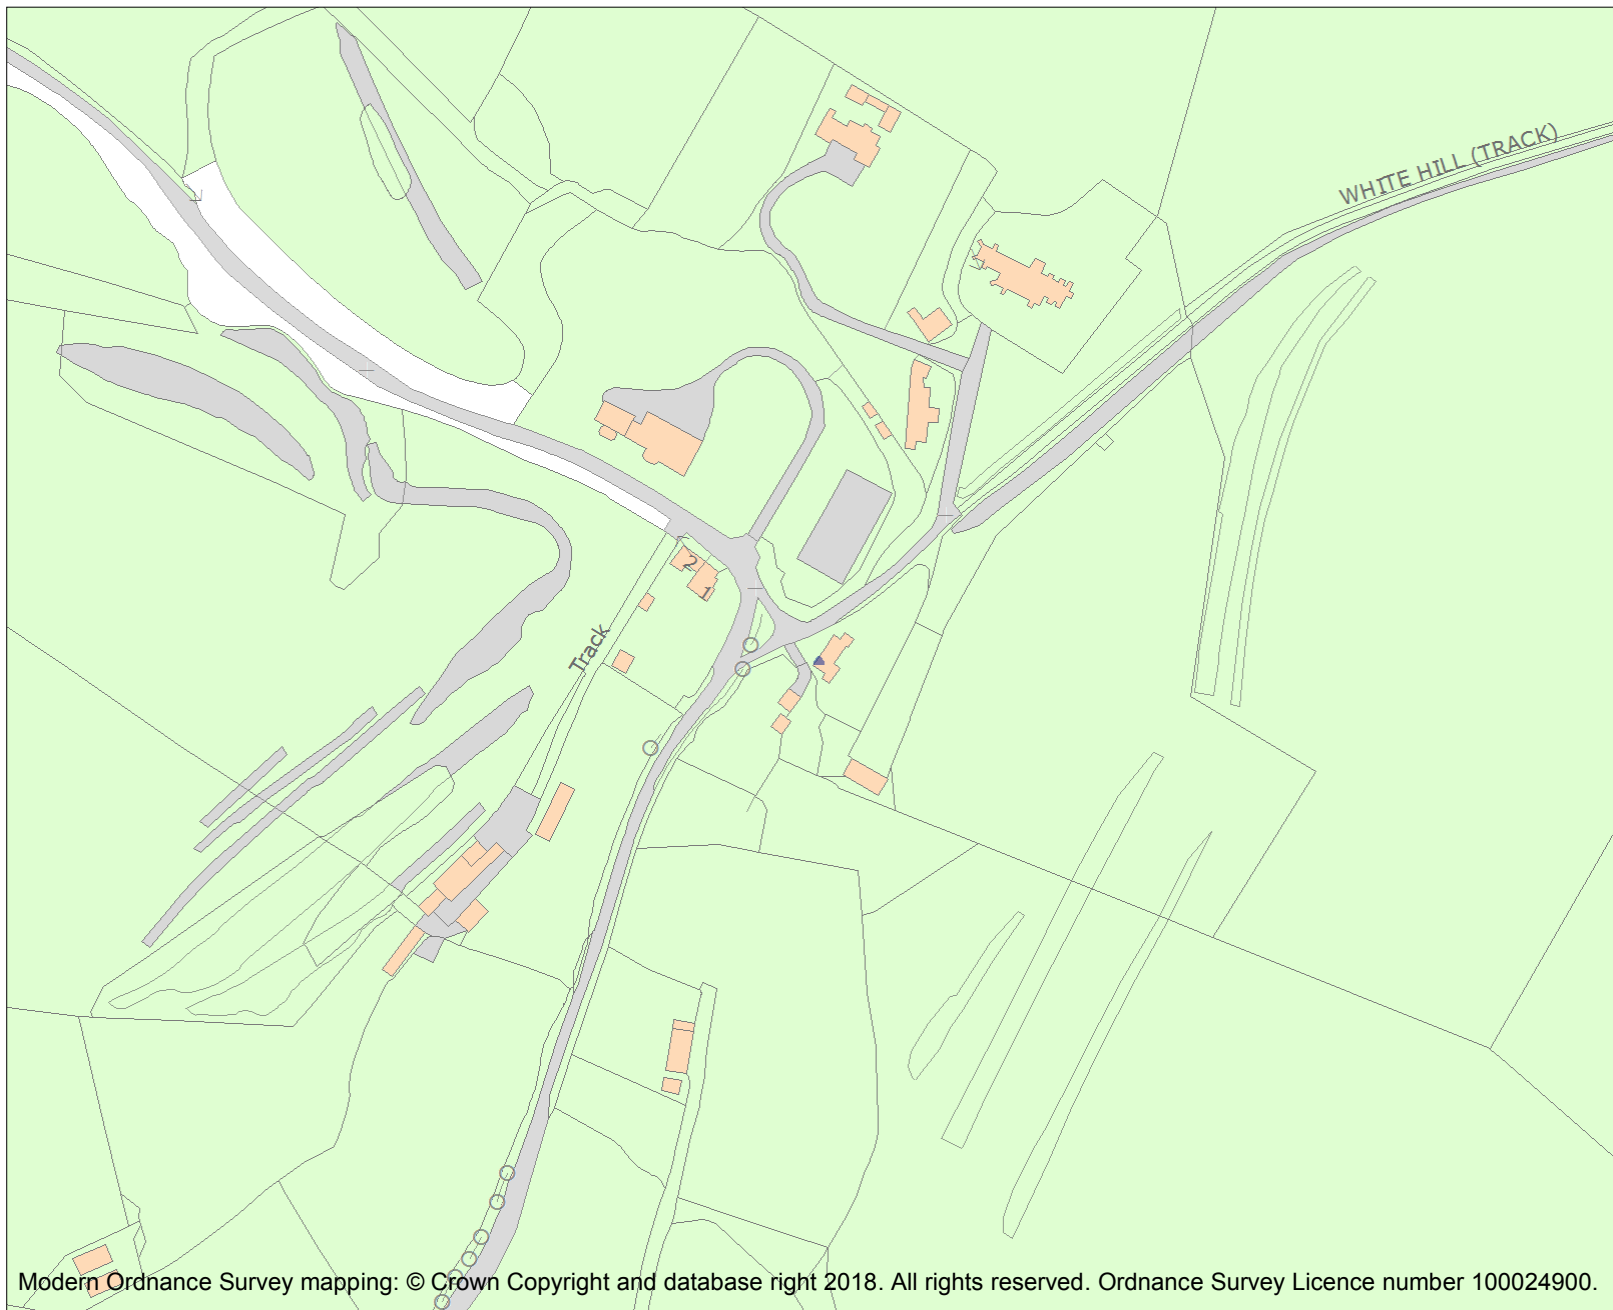 WHITE HILL (TRACK)
2
1
Track
Modern Ordnance Survey mapping: © Crown Copyright and database right 2018. All rights reserved. Ordnance Survey Licence number 100024900.